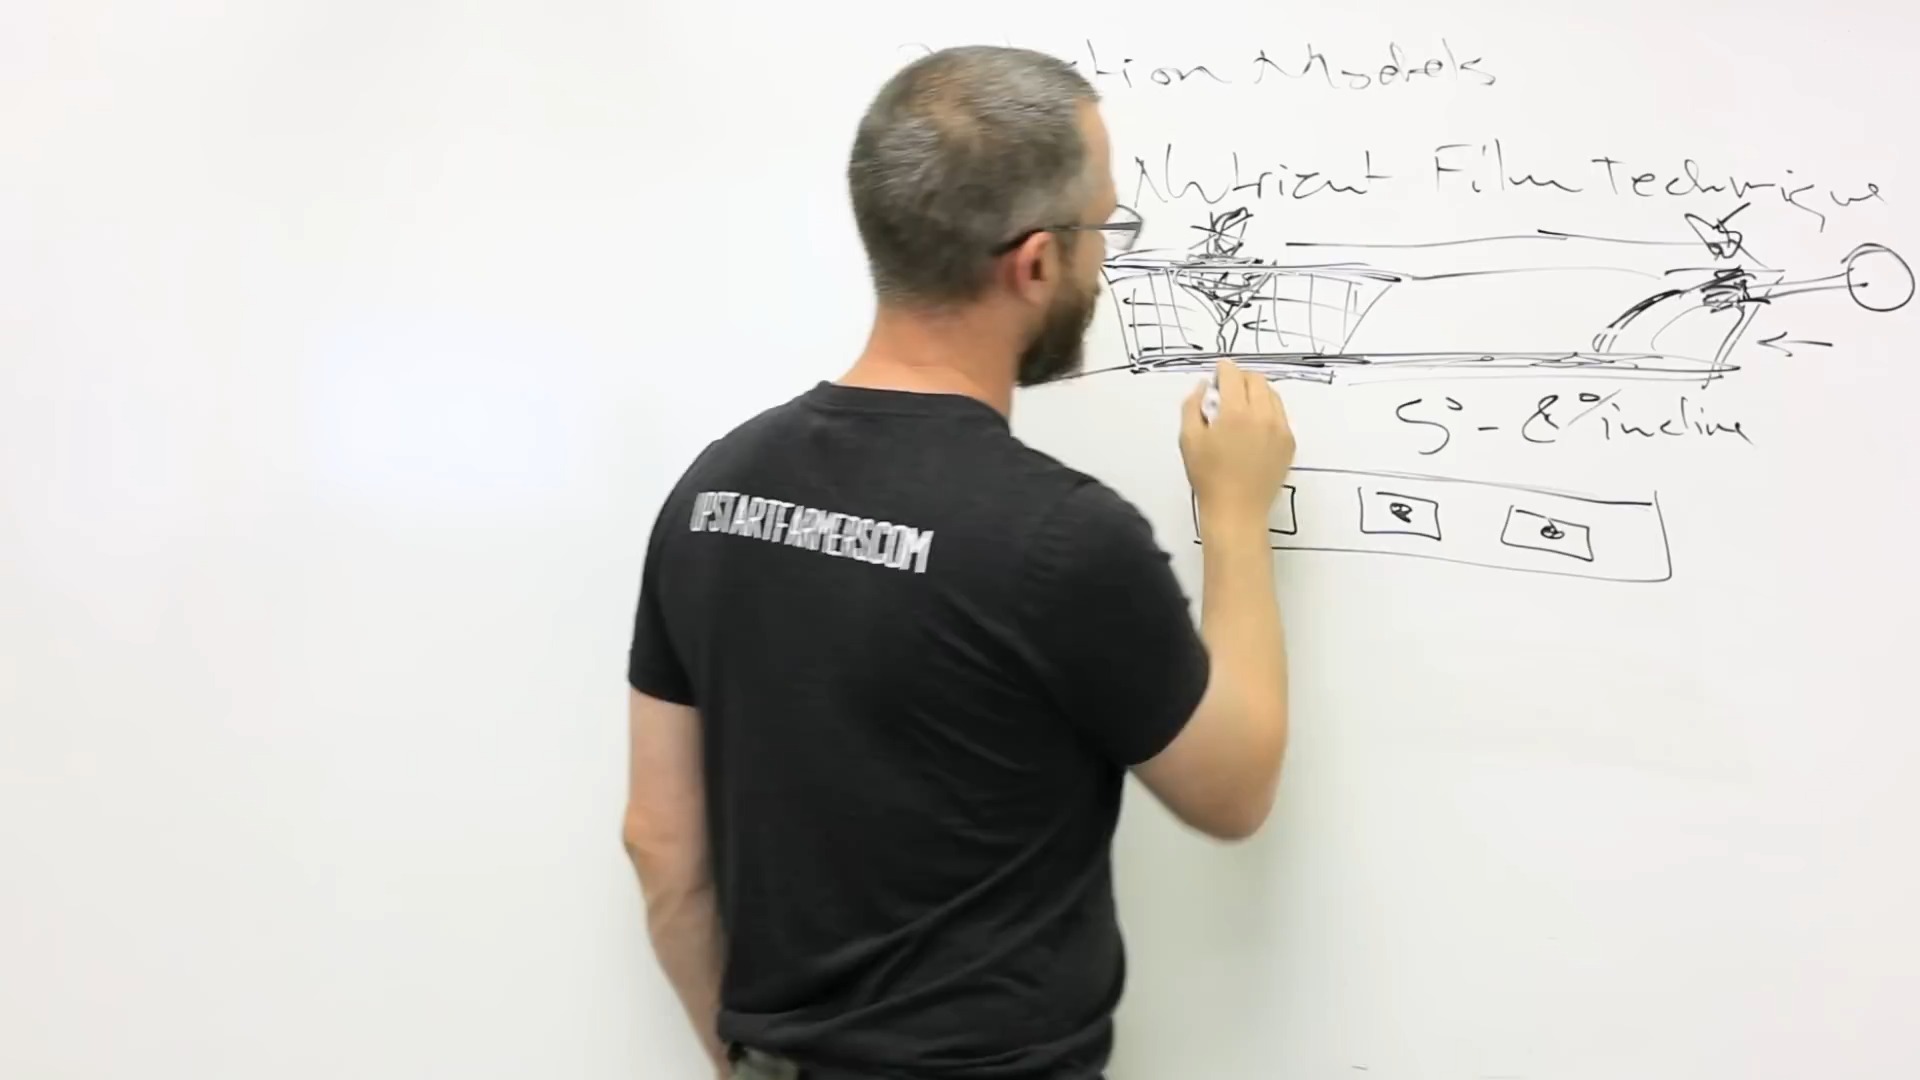 tion Models
Nutrient Film Technique
5° - 8° incline
UPSTARTFARMERS.COM